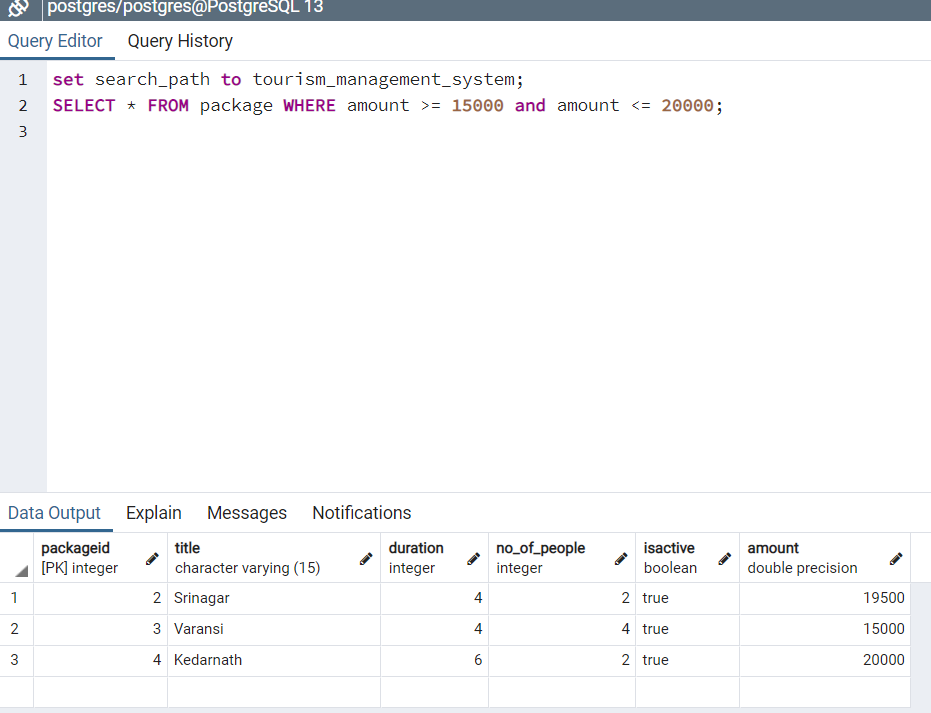 postgres/postgres@PostgreSQL 13
Query Editor Query History
1 set search_path to tourism_management_system;
2 SELECT * FROM package WHERE amount >= 15000 and amount <= 20000;
3
Data Output Explain Messages Notifications
packageid title duration no_of_people isactive amount
[PK] integer character varying (15) integer integer boolean double precision
1 2 Srinagar 4 2 true 19500
2 3 Varansi 4 4 true 15000
3 4 Kedarnath 6 2 true 20000